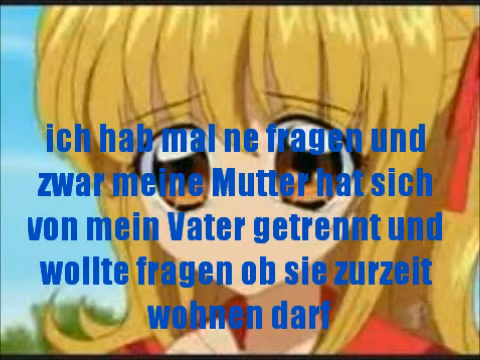 ich hab mal ne fragen und
zwar meine Mutter hat sich
von mein Vater getrennt und
wollte fragen ob sie zurzeit
wohnen darf